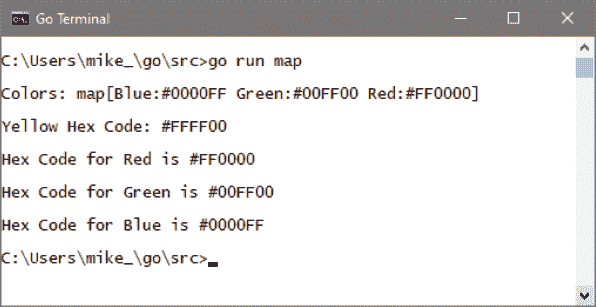 Go Terminal
C:\Users\mike_\go\src>go run map
Colors: map[Blue:#0000FF Green:#00FF00 Red:#FF0000]
Yellow Hex Code: #FFFF00
Hex Code for Red is #FF0000
Hex Code for Green is #00FF00
Hex Code for Blue is #0000FF
C:\Users\mike_\go\src>